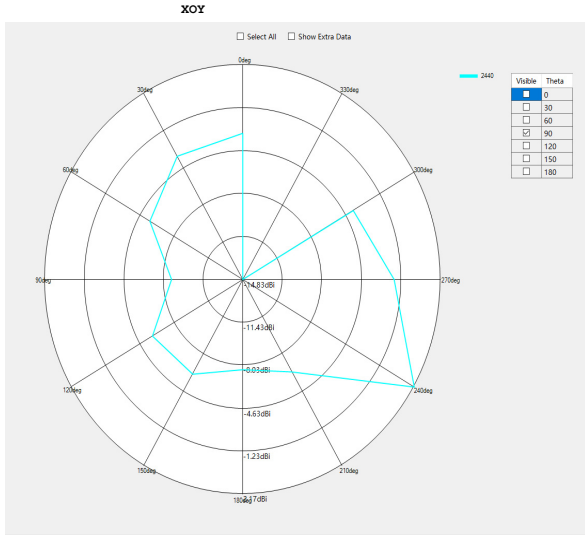 XOY
Select All Show Extra Data
0deg
30deg
330deg
2440
Visible Theta
0
30
60
90
120
150
180
60deg
300deg
90deg
270deg
-14.83dBi
-11.43dBi
-8.03dBi
120deg
240deg
-4.63dBi
-1.23dBi
150deg
210deg
180deg
2.17dBi